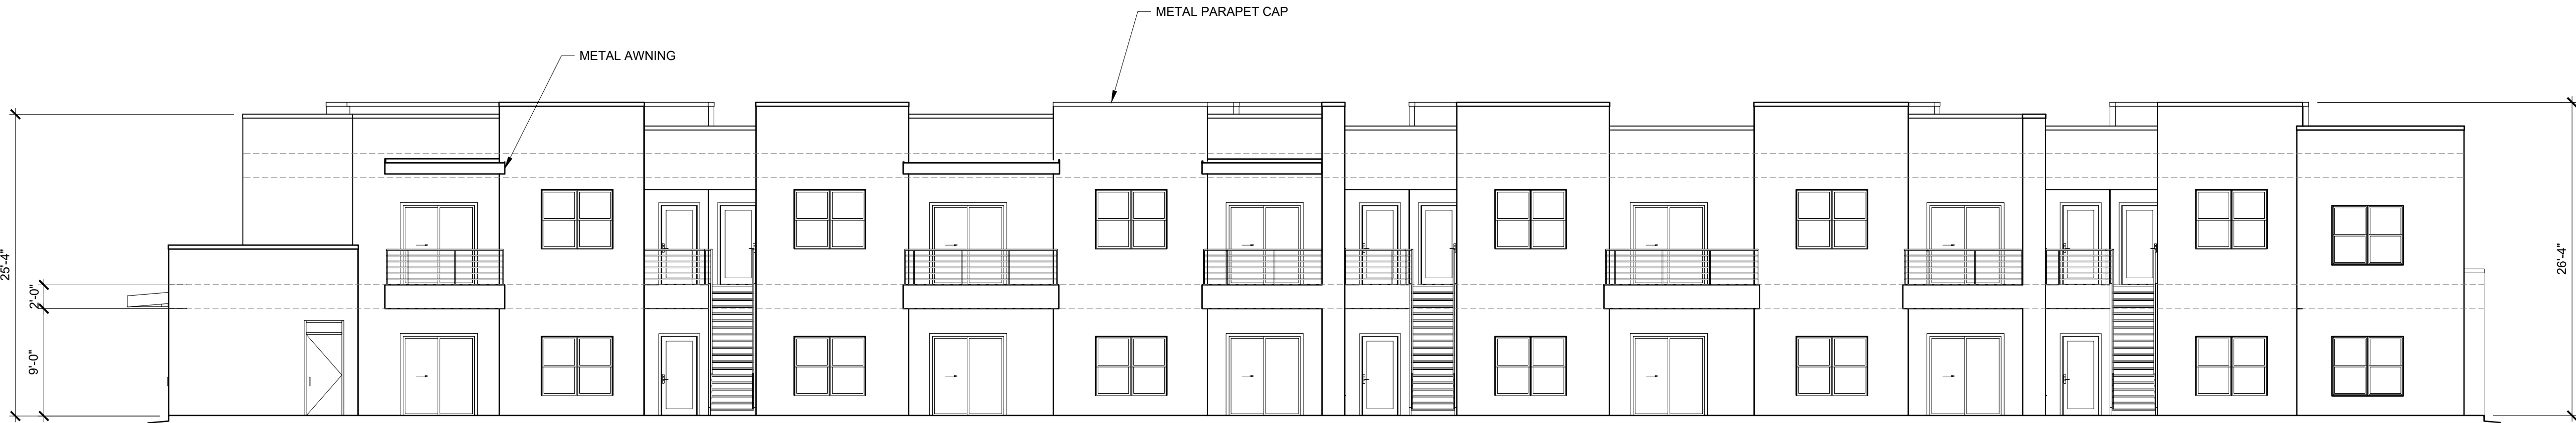 METAL PARAPET CAP
METAL AWNING
25'-4"
2'-0"
9'-0"
26'-4"